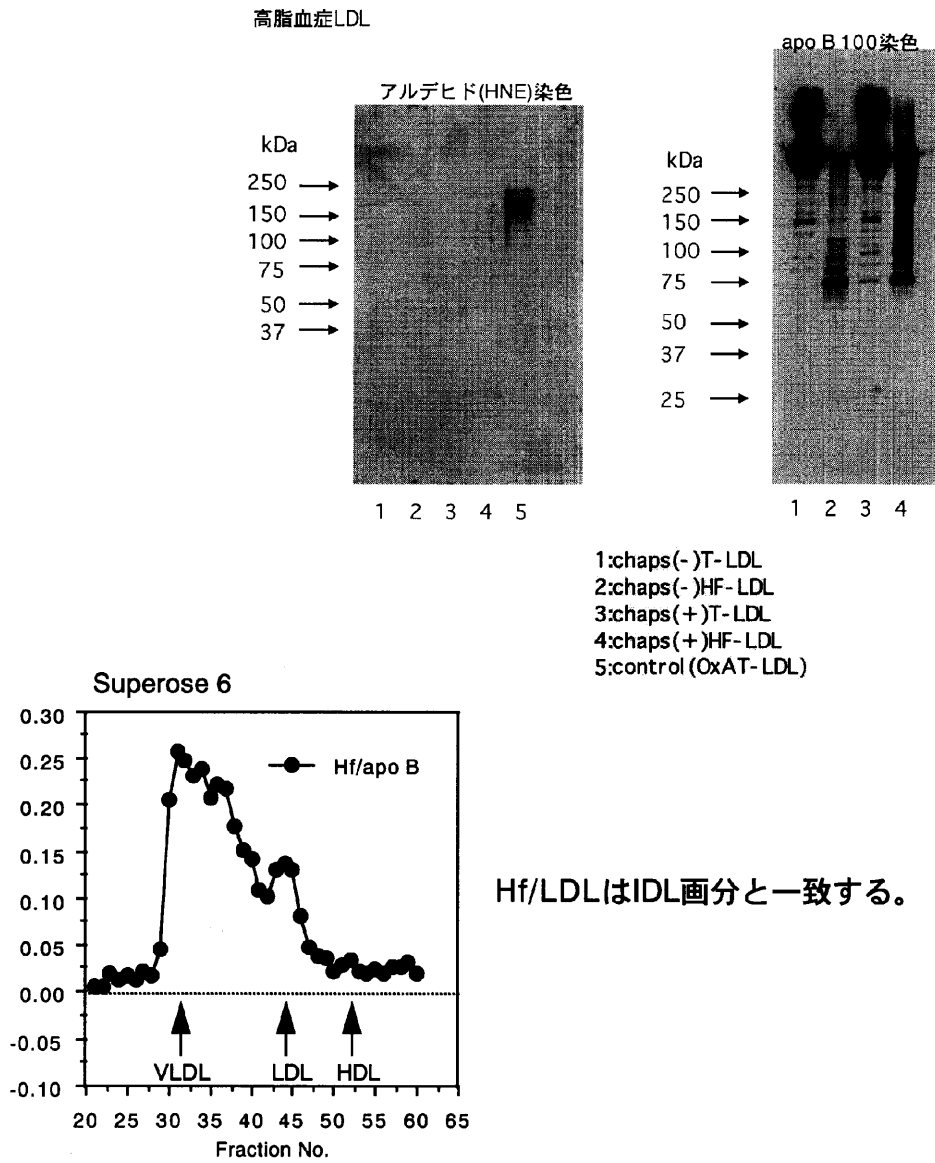 高脂血症LDL
アルデヒド(HNE)染色
kDa
250
150
100
75
50
37
1 2 3 4 5
apo B 100染色
kDa
250
150
100
75
50
37
25
1 2 3 4
1:chaps(-)T-LDL
2:chaps(-)HF-LDL
3:chaps(+)T-LDL
4:chaps(+)HF-LDL
5:control(OxAT-LDL)
Superose 6
0.30
0.25
0.20
0.15
0.10
0.05
0.00
-0.05
-0.10
Hf/apo B
VLDL LDL HDL
20 25 30 35 40 45 50 55 60 65
Fraction No.
Hf/LDLはIDL画分と一致する。